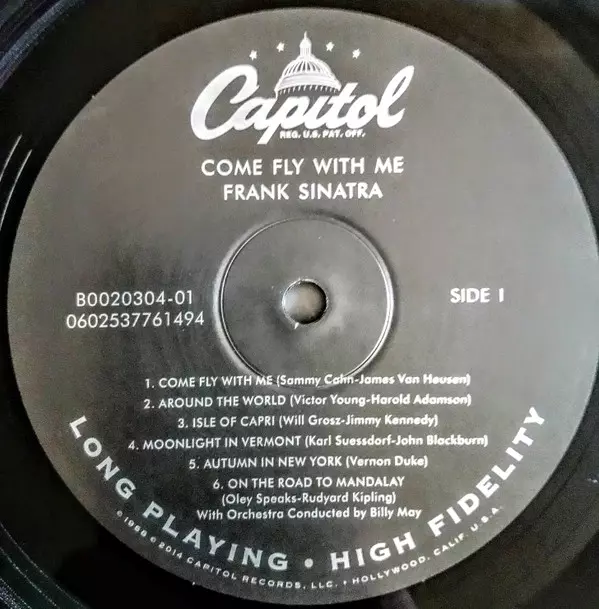 Capitol
REG. U.S. PAT. OFF.
COME FLY WITH ME
FRANK SINATRA
B0020304-01
0602537761494
SIDE 1
1. COME FLY WITH ME (Sammy Cahn-James Van Heusen)
2. AROUND THE WORLD (Victor Young-Harold Adamson)
3. ISLE OF CAPRI (Will Grosz-Jimmy Kennedy)
4. MOONLIGHT IN VERMONT (Karl Suessdorf-John Blackburn)
5. AUTUMN IN NEW YORK (Vernon Duke)
6. ON THE ROAD TO MANDALAY
(Oley Speaks-Rudyard Kipling)
With Orchestra Conducted by Billy May
LONG PLAYING • HIGH FIDELITY
℗ 1958 © 2014 CAPITOL RECORDS, LLC. • HOLLYWOOD, CALIF. U.S.A.